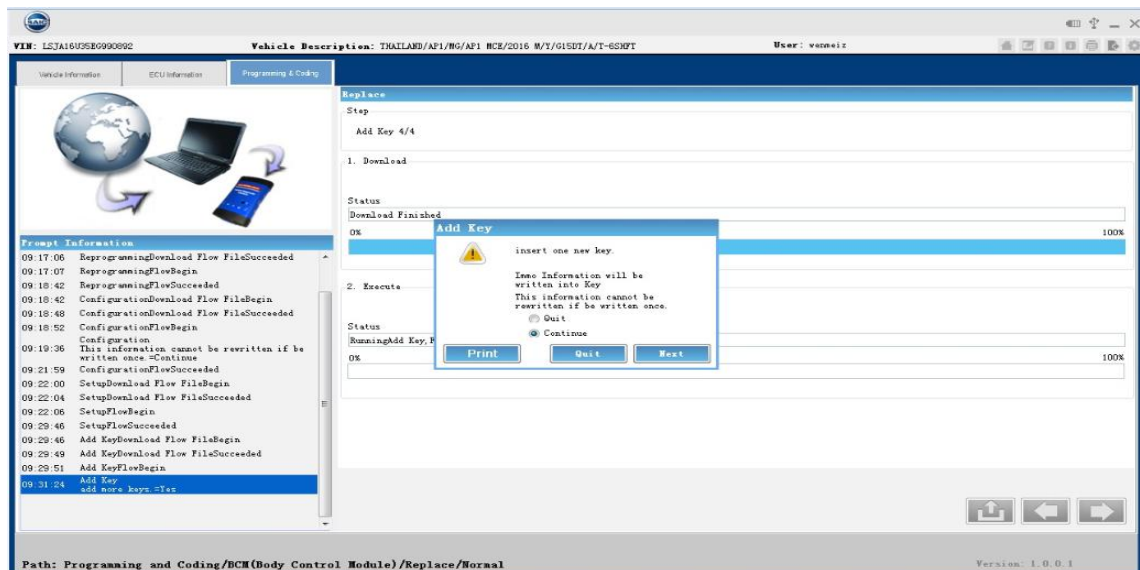 SAIC
VIN: LSJA16U35EG990892 Vehicle Description: THAILAND/AP1/MG/AP1 MCE/2016 M/Y/G15DT/A/T-6SHFT User: wenmeiz
Vehicle Information ECU Information Programming & Coding
Replace
Step
Add Key 4/4
1. Download
Status
Download Finished
0% 100%
2. Execute
Status
RunningAdd Key,
0% 100%
Add Key
insert one new key.
Immo Information will be
written into Key
This information cannot be
rewritten if be written once.
Quit
Continue
Print Quit Next
Prompt Information
09:17:06 ReprogrammingDownload Flow FileSucceeded
09:17:07 ReprogrammingFlowBegin
09:18:42 ReprogrammingFlowSucceeded
09:18:42 ConfigurationDownload Flow FileBegin
09:18:48 ConfigurationDownload Flow FileSucceeded
09:18:52 ConfigurationFlowBegin
09:19:36 Configuration
This information cannot be rewritten if be
written once.=Continue
09:21:59 ConfigurationFlowSucceeded
09:22:00 SetupDownload Flow FileBegin
09:22:04 SetupDownload Flow FileSucceeded
09:22:06 SetupFlowBegin
09:29:46 SetupFlowSucceeded
09:29:46 Add KeyDownload Flow FileBegin
09:29:49 Add KeyDownload Flow FileSucceeded
09:29:51 Add KeyFlowBegin
09:31:24 Add Key
add more keys.=Yes
Path: Programming and Coding/BCM(Body Control Module)/Replace/Normal Version: 1.0.0.1